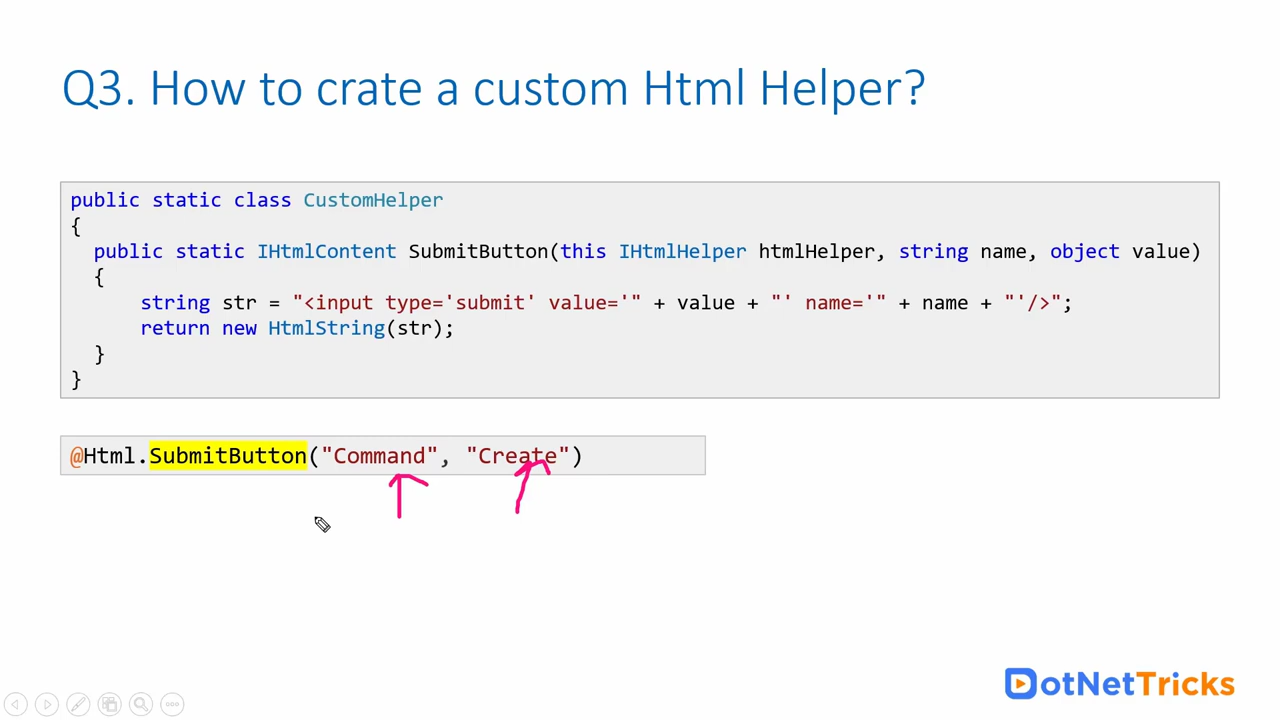 Q3. How to crate a custom Html Helper?
public static class CustomHelper
{
public static IHtmlContent SubmitButton(this IHtmlHelper htmlHelper, string name, object value)
{
string str = "<input type='submit' value='" + value + "' name='" + name + "'/>";
return new HtmlString(str);
}
}
@Html.SubmitButton("Command", "Create")
DotNetTricks